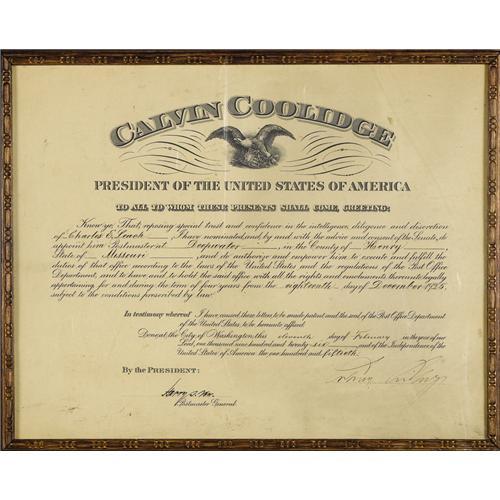 CALVIN COOLIDGE
PRESIDENT OF THE UNITED STATES OF AMERICA
TO ALL TO WHOM THESE PRESENTS SHALL COME, GREETING:
Know ye, That, reposing special trust and confidence in the intelligence, diligence and discretion
of Charles E. Leach, I have nominated, and by and with the advice and consent of the Senate, do
appoint him Postmaster at Deepwater, in the County of Henry,
State of Missouri, and do authorize and empower him to execute and fulfill the
duties of that office according to the laws of the United States and the regulations of the Post Office
Department, and to have and to hold the said office with all the rights and emoluments thereunto legally
appertaining, for and during the term of four years from the eighteenth day of December 1925,
subject to the conditions prescribed by law.
In testimony whereof I have caused these letters to be made patent and the seal of the Post Office Department
of the United States to be hereunto affixed.
Done at the City of Washington this eleventh day of February in the year of our
Lord, one thousand nine hundred and twenty six and of the Independence of the
United States of America the one hundred and fiftieth.
By the PRESIDENT:
Harry S. New
Postmaster General.